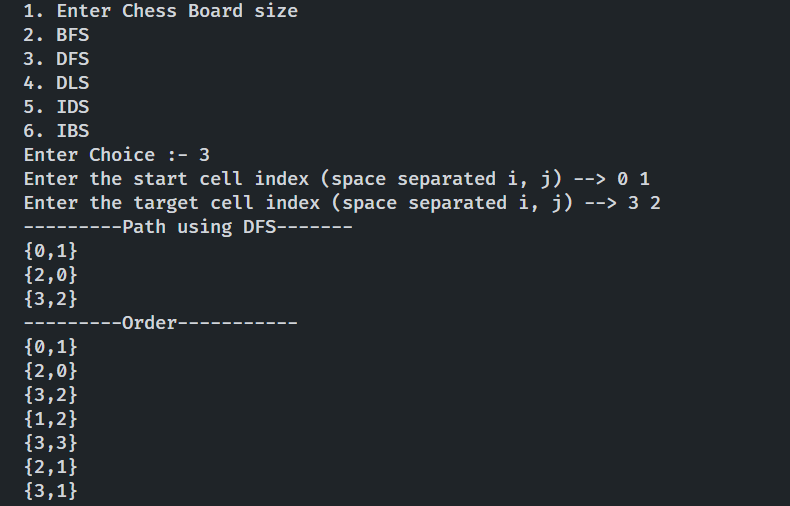 1. Enter Chess Board size
2. BFS
3. DFS
4. DLS
5. IDS
6. IBS
Enter Choice :- 3
Enter the start cell index (space separated i, j) --> 0 1
Enter the target cell index (space separated i, j) --> 3 2
---------Path using DFS-------
{0,1}
{2,0}
{3,2}
---------Order-----------
{0,1}
{2,0}
{3,2}
{1,2}
{3,3}
{2,1}
{3,1}